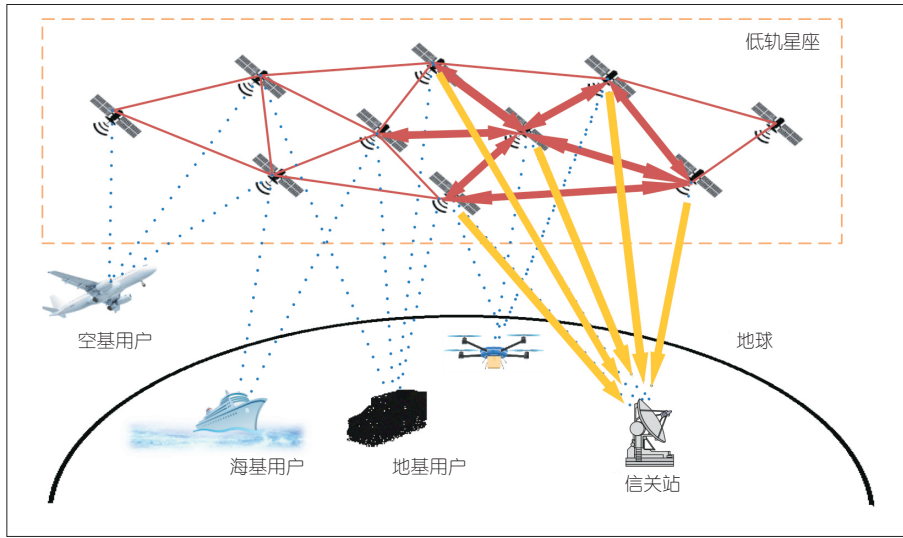 低轨星座
空基用户
地球
海基用户
地基用户
信关站